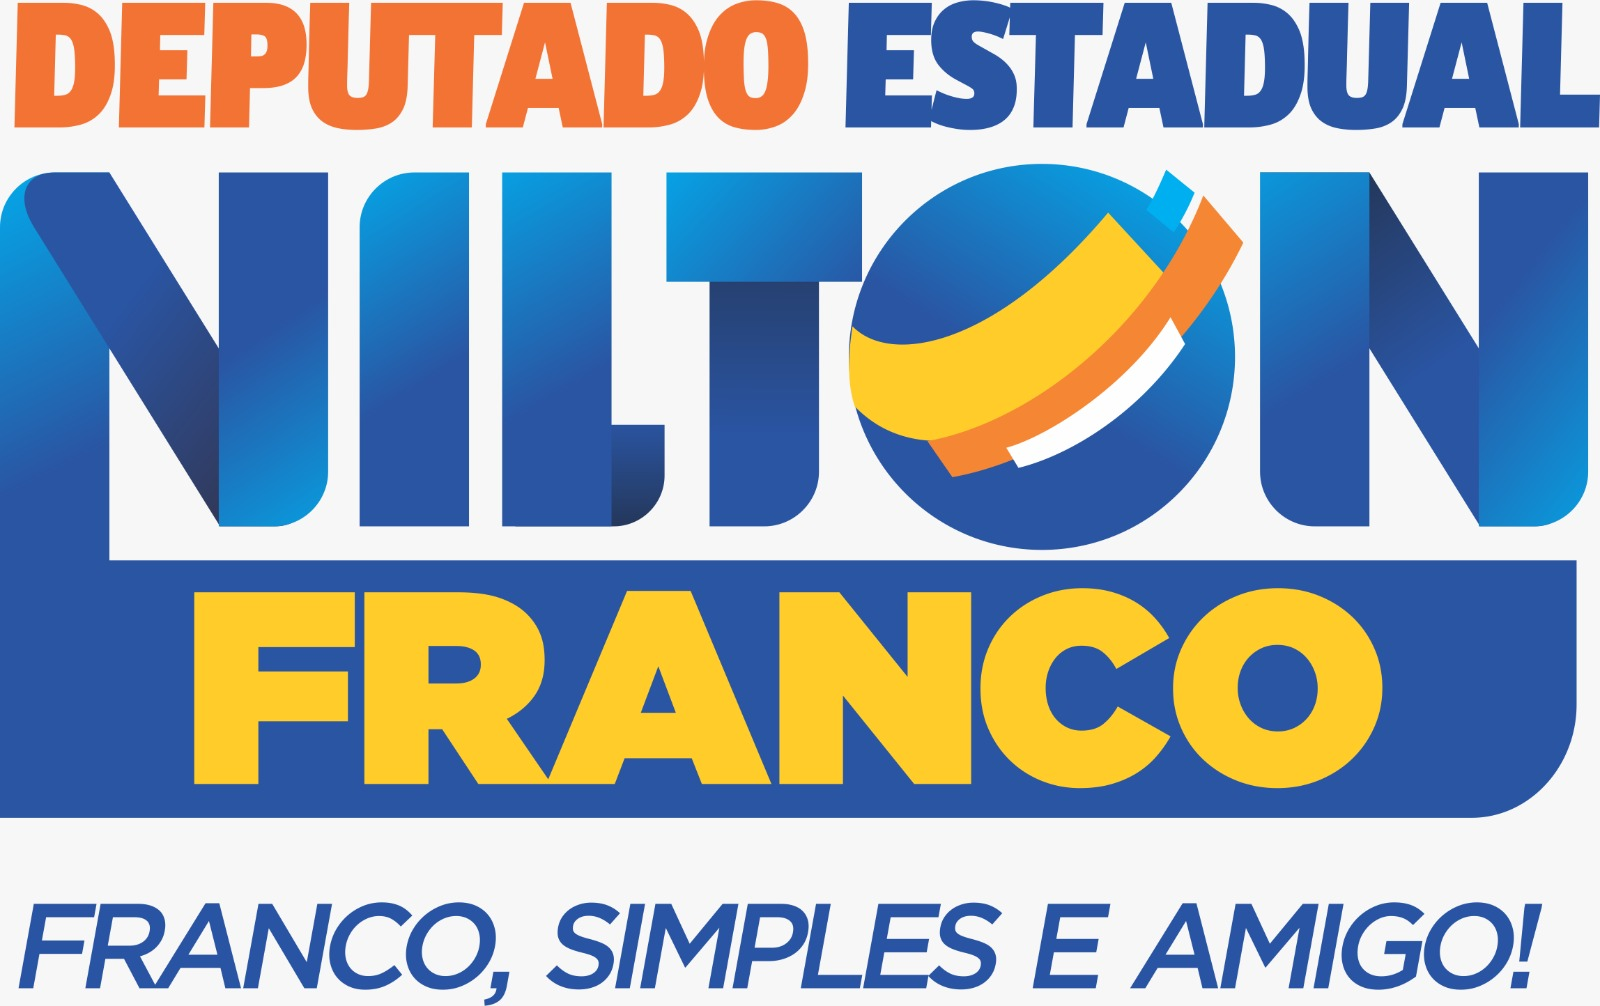 DEPUTADO ESTADUAL
NILTON
FRANCO
FRANCO, SIMPLES E AMIGO!